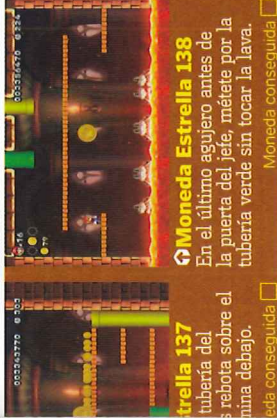 trella 137
ubería del
s rebota sobre el
mina debajo.
da conseguida
Moneda Estrella 138
En el último agujero antes de
la puerta del jefe, métete por la
tubería verde sin tocar la lava.
Moneda conseguida